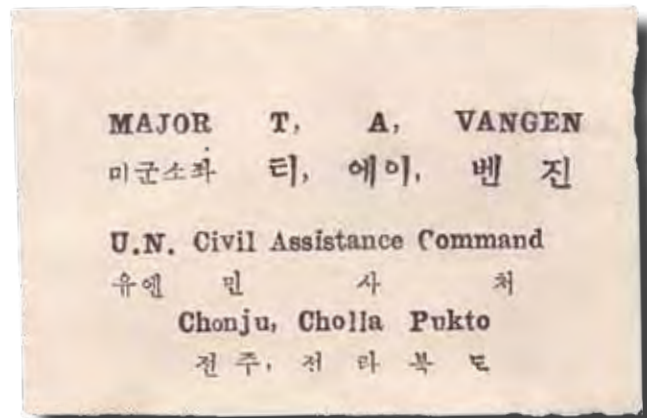 MAJOR T, A, VANGEN
미군소좌 티, 에이, 벤 진
U.N. Civil Assistance Command
유엔 민 사 처
Chonju, Cholla Pukto
전 주, 전 라 북 도